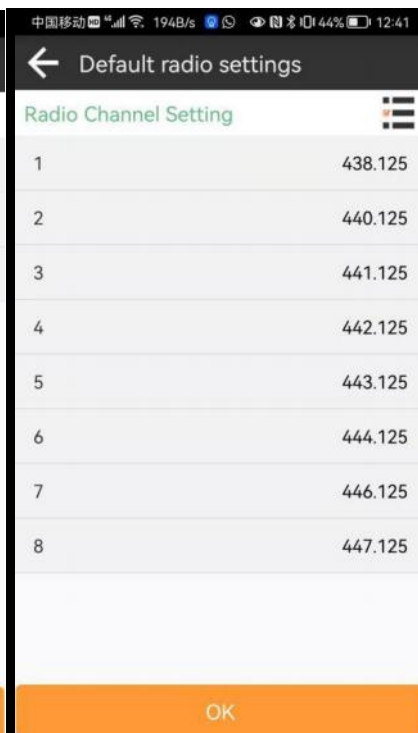 中国移动 HD 4G 194B/s 44% 12:41
Default radio settings
Radio Channel Setting
1 438.125
2 440.125
3 441.125
4 442.125
5 443.125
6 444.125
7 446.125
8 447.125
OK